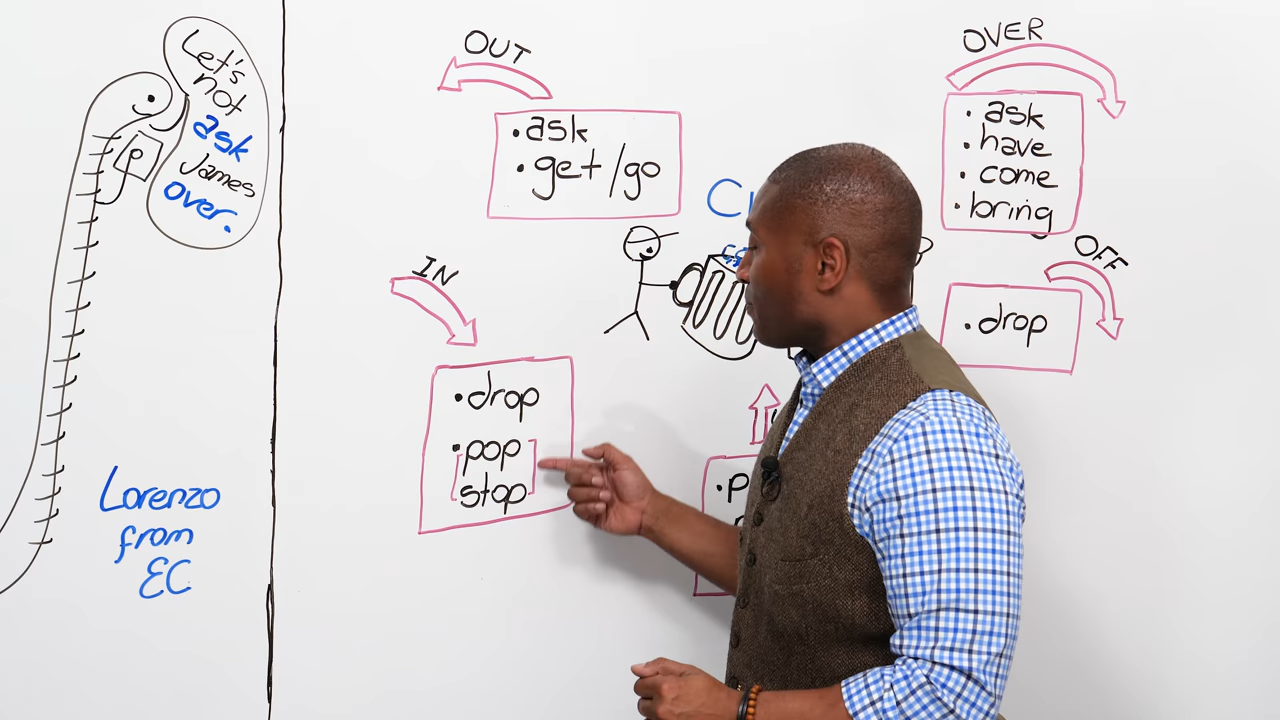 Let's
not
ask
James
over.
P
Lorenzo
from
EC
OUT
• ask
• get / go
IN
• drop
• pop
stop
OVER
• ask
• have
• come
• bring
OFF
• drop